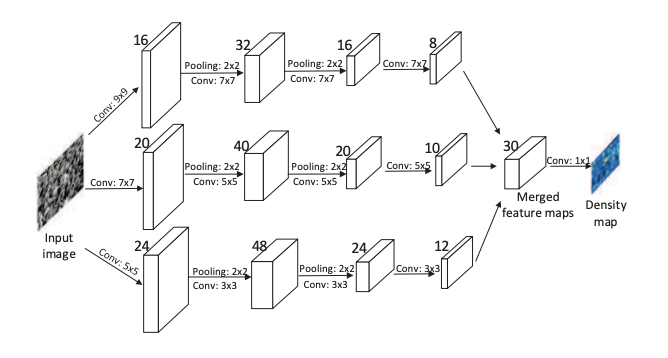 16
32
16
8
Conv: 9x9
Pooling: 2x2
Conv: 7x7
Pooling: 2x2
Conv: 7x7
Conv: 7x7
20
40
20
10
30
Conv: 7x7
Pooling: 2x2
Conv: 5x5
Pooling: 2x2
Conv: 5x5
Conv: 5x5
Conv: 1x1
Merged
feature maps
Density
map
Input
image
24
48
24
12
Conv: 5x5
Pooling: 2x2
Conv: 3x3
Pooling: 2x2
Conv: 3x3
Conv: 3x3